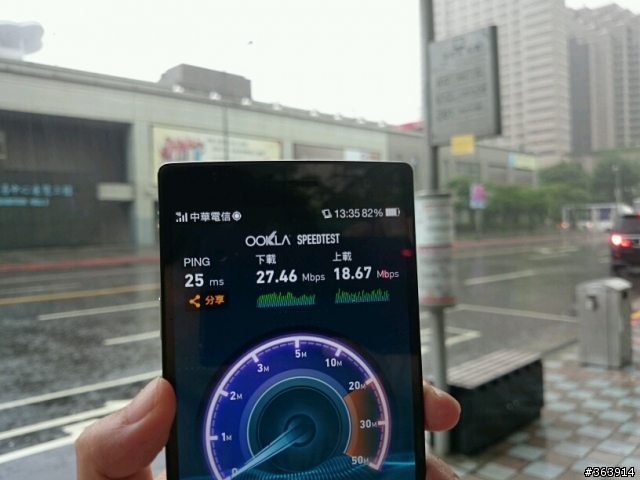 中華電信
13:35 82%
OOKLA SPEEDTEST
PING
25 ms
分享
下載
27.46 Mbps
上載
18.67 Mbps
0
1M
2M
3M
5M
10M
20M
30M
50M
#363914